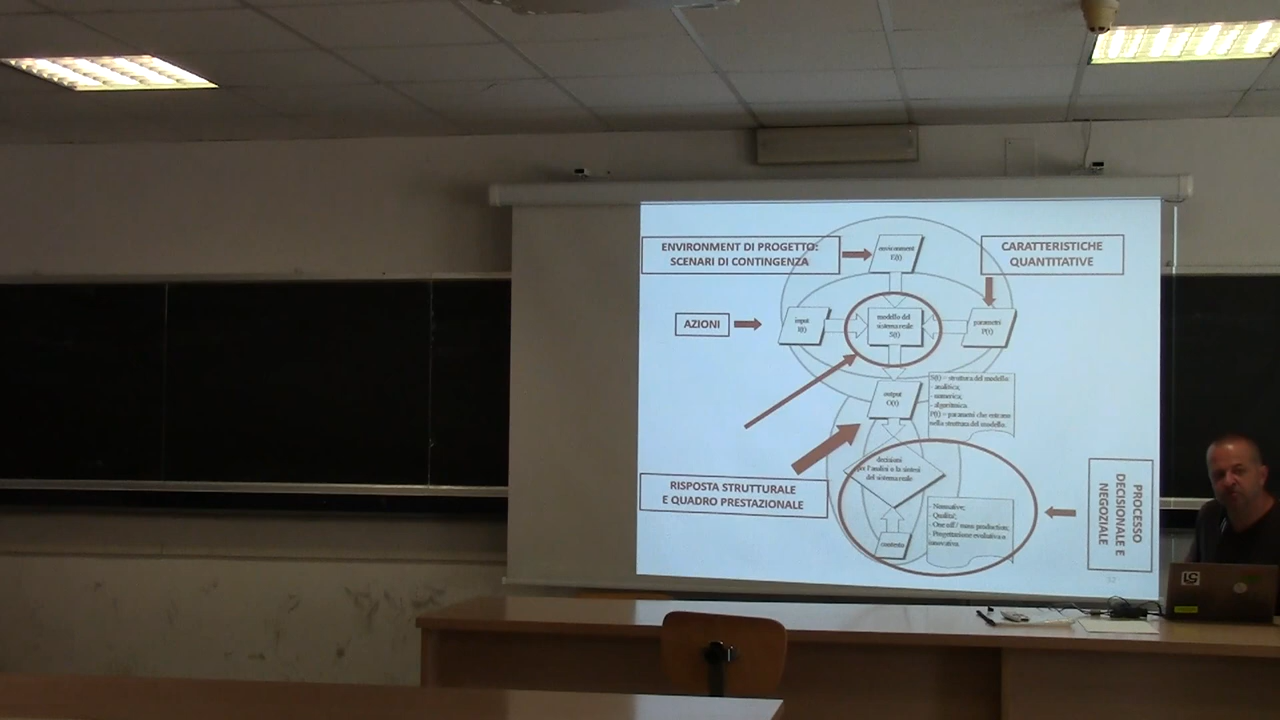 ENVIRONMENT DI PROGETTO:
SCENARI DI CONTINGENZA
environment
E(t)
CARATTERISTICHE
QUANTITATIVE
AZIONI
input
I(t)
modello del
sistema reale
S(t)
parametri
P(t)
output
O(t)
S(t) = struttura del modello:
- analitica;
- numerica;
- algoritmica.
P(t) = parametri che entrano
nella struttura del modello.
RISPOSTA STRUTTURALE
E QUADRO PRESTAZIONALE
decisioni
per l'analisi o la sintesi
del sistema reale
- Normative;
- Qualità;
- One off / mass production;
- Progettazione evolutiva o
innovativa.
contesto
PROCESSO
DECISIONALE E
NEGOZIALE
52